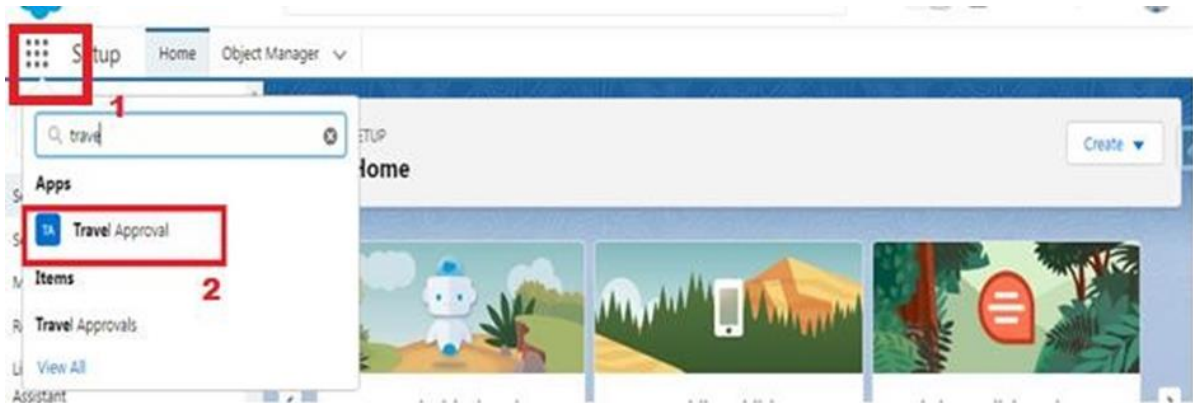 Setup Home Object Manager
1
trave
SETUP
Home
Create
Apps
TA Travel Approval
Items
2
Travel Approvals
View All
Assistant